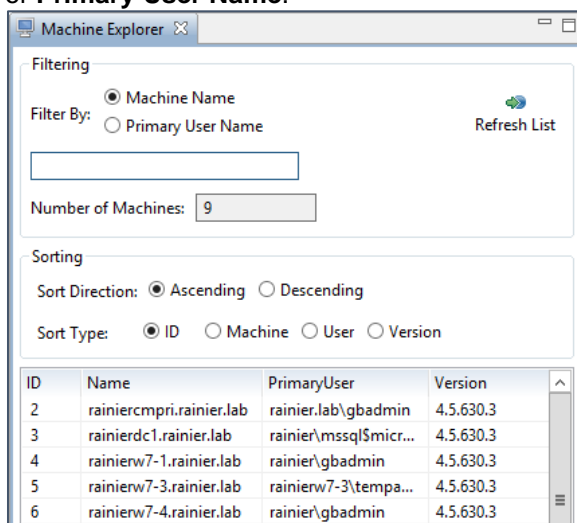 or Primary User Name.
Machine Explorer
Filtering
Filter By:
Machine Name
Primary User Name
Refresh List
Number of Machines: 9
Sorting
Sort Direction: Ascending Descending
Sort Type: ID Machine User Version
ID Name PrimaryUser Version
2 rainiercmpri.rainier.lab rainier.lab\gbadmin 4.5.630.3
3 rainierdc1.rainier.lab rainier\mssql$micr... 4.5.630.3
4 rainierw7-1.rainier.lab rainier\gbadmin 4.5.630.3
5 rainierw7-3.rainier.lab rainierw7-3\tempa... 4.5.630.3
6 rainierw7-4.rainier.lab rainier\gbadmin 4.5.630.3